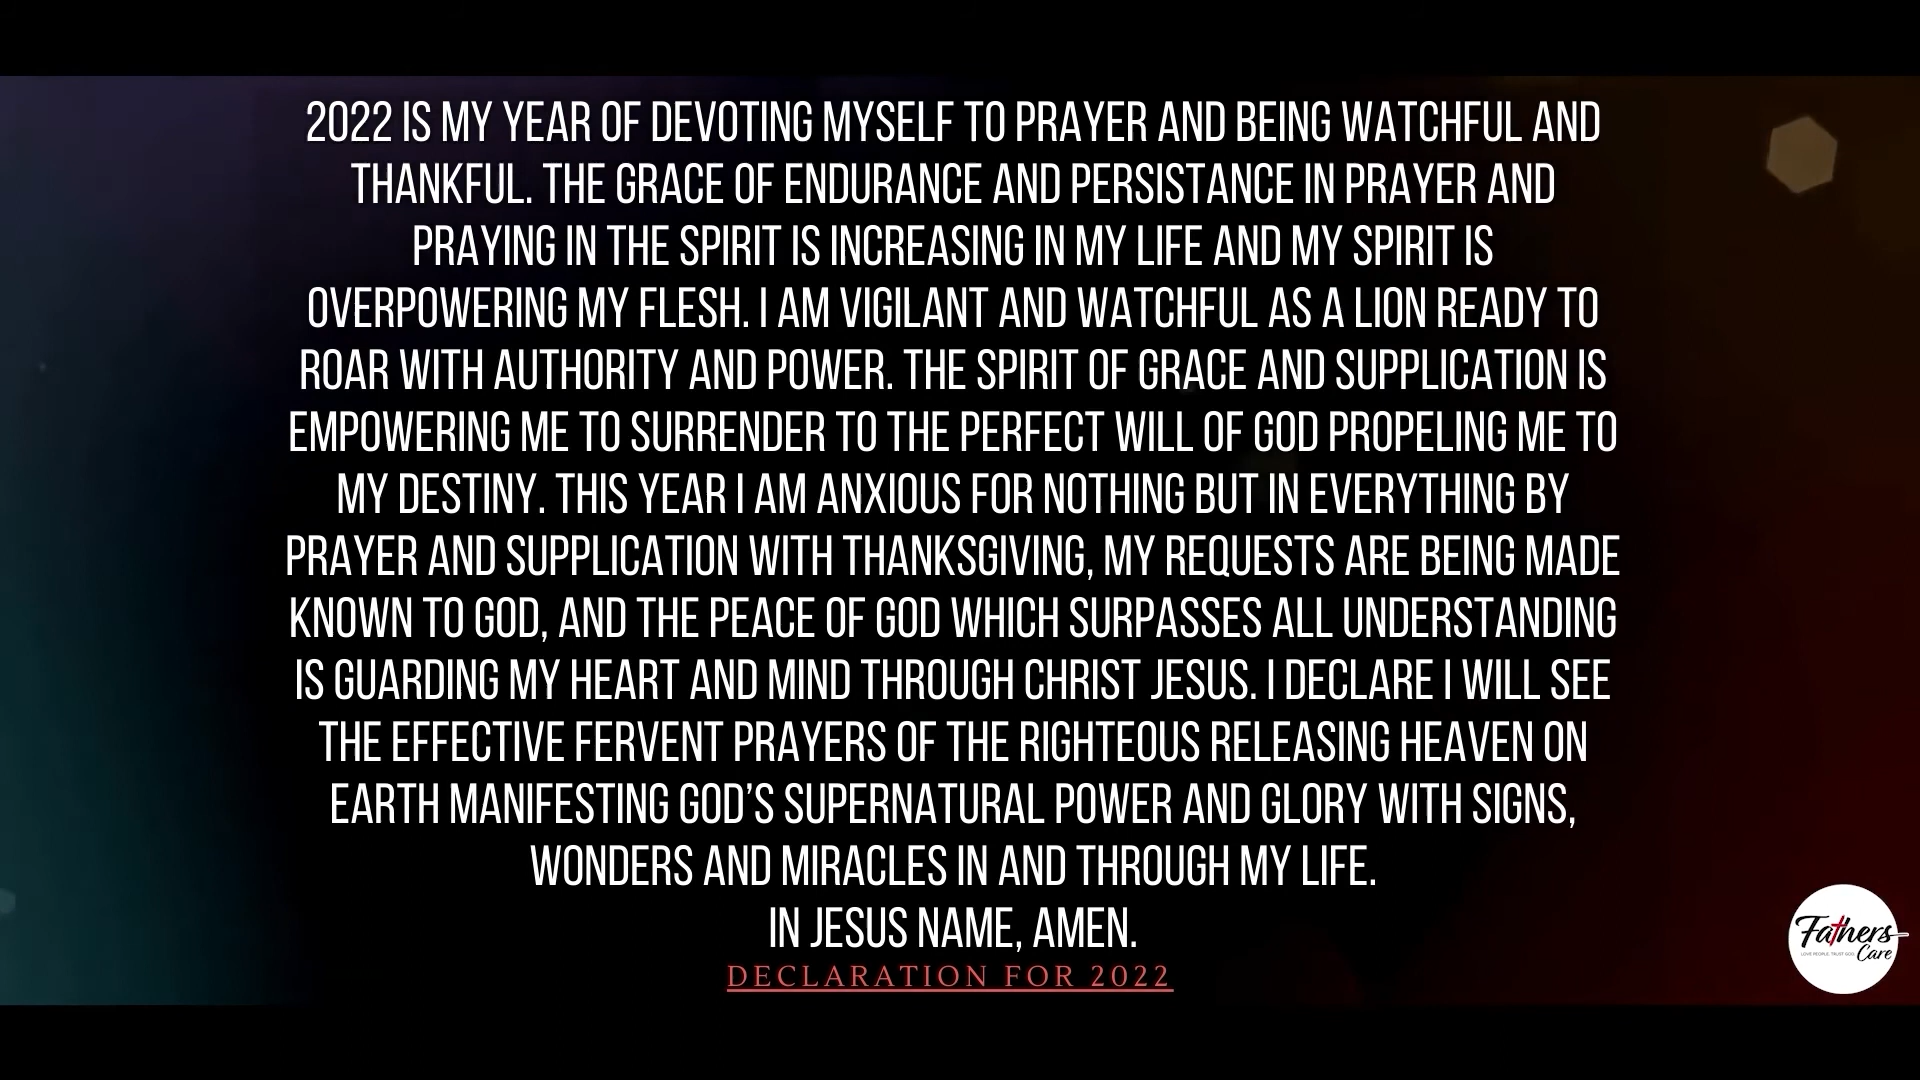 2022 IS MY YEAR OF DEVOTING MYSELF TO PRAYER AND BEING WATCHFUL AND
THANKFUL. THE GRACE OF ENDURANCE AND PERSISTANCE IN PRAYER AND
PRAYING IN THE SPIRIT IS INCREASING IN MY LIFE AND MY SPIRIT IS
OVERPOWERING MY FLESH. I AM VIGILANT AND WATCHFUL AS A LION READY TO
ROAR WITH AUTHORITY AND POWER. THE SPIRIT OF GRACE AND SUPPLICATION IS
EMPOWERING ME TO SURRENDER TO THE PERFECT WILL OF GOD PROPELING ME TO
MY DESTINY. THIS YEAR I AM ANXIOUS FOR NOTHING BUT IN EVERYTHING BY
PRAYER AND SUPPLICATION WITH THANKSGIVING, MY REQUESTS ARE BEING MADE
KNOWN TO GOD, AND THE PEACE OF GOD WHICH SURPASSES ALL UNDERSTANDING
IS GUARDING MY HEART AND MIND THROUGH CHRIST JESUS. I DECLARE I WILL SEE
THE EFFECTIVE FERVENT PRAYERS OF THE RIGHTEOUS RELEASING HEAVEN ON
EARTH MANIFESTING GOD'S SUPERNATURAL POWER AND GLORY WITH SIGNS,
WONDERS AND MIRACLES IN AND THROUGH MY LIFE.
IN JESUS NAME, AMEN.
DECLARATION FOR 2022
Fathers
LOVE PEOPLE. TRUST GOD.
Care